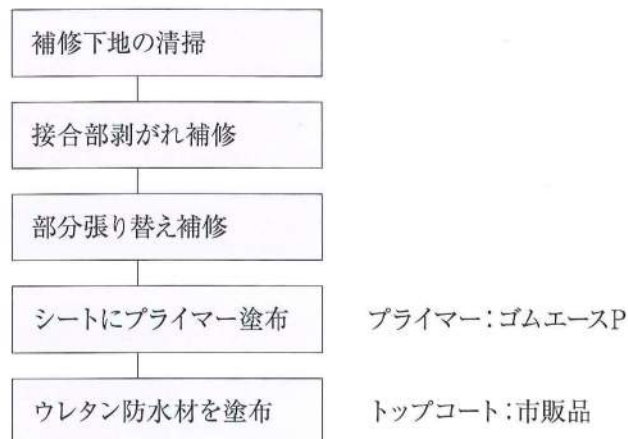 補修下地の清掃
接合部剥がれ補修
部分張り替え補修
シートにプライマー塗布 プライマー：ゴムエースP
ウレタン防水材を塗布 トップコート：市販品